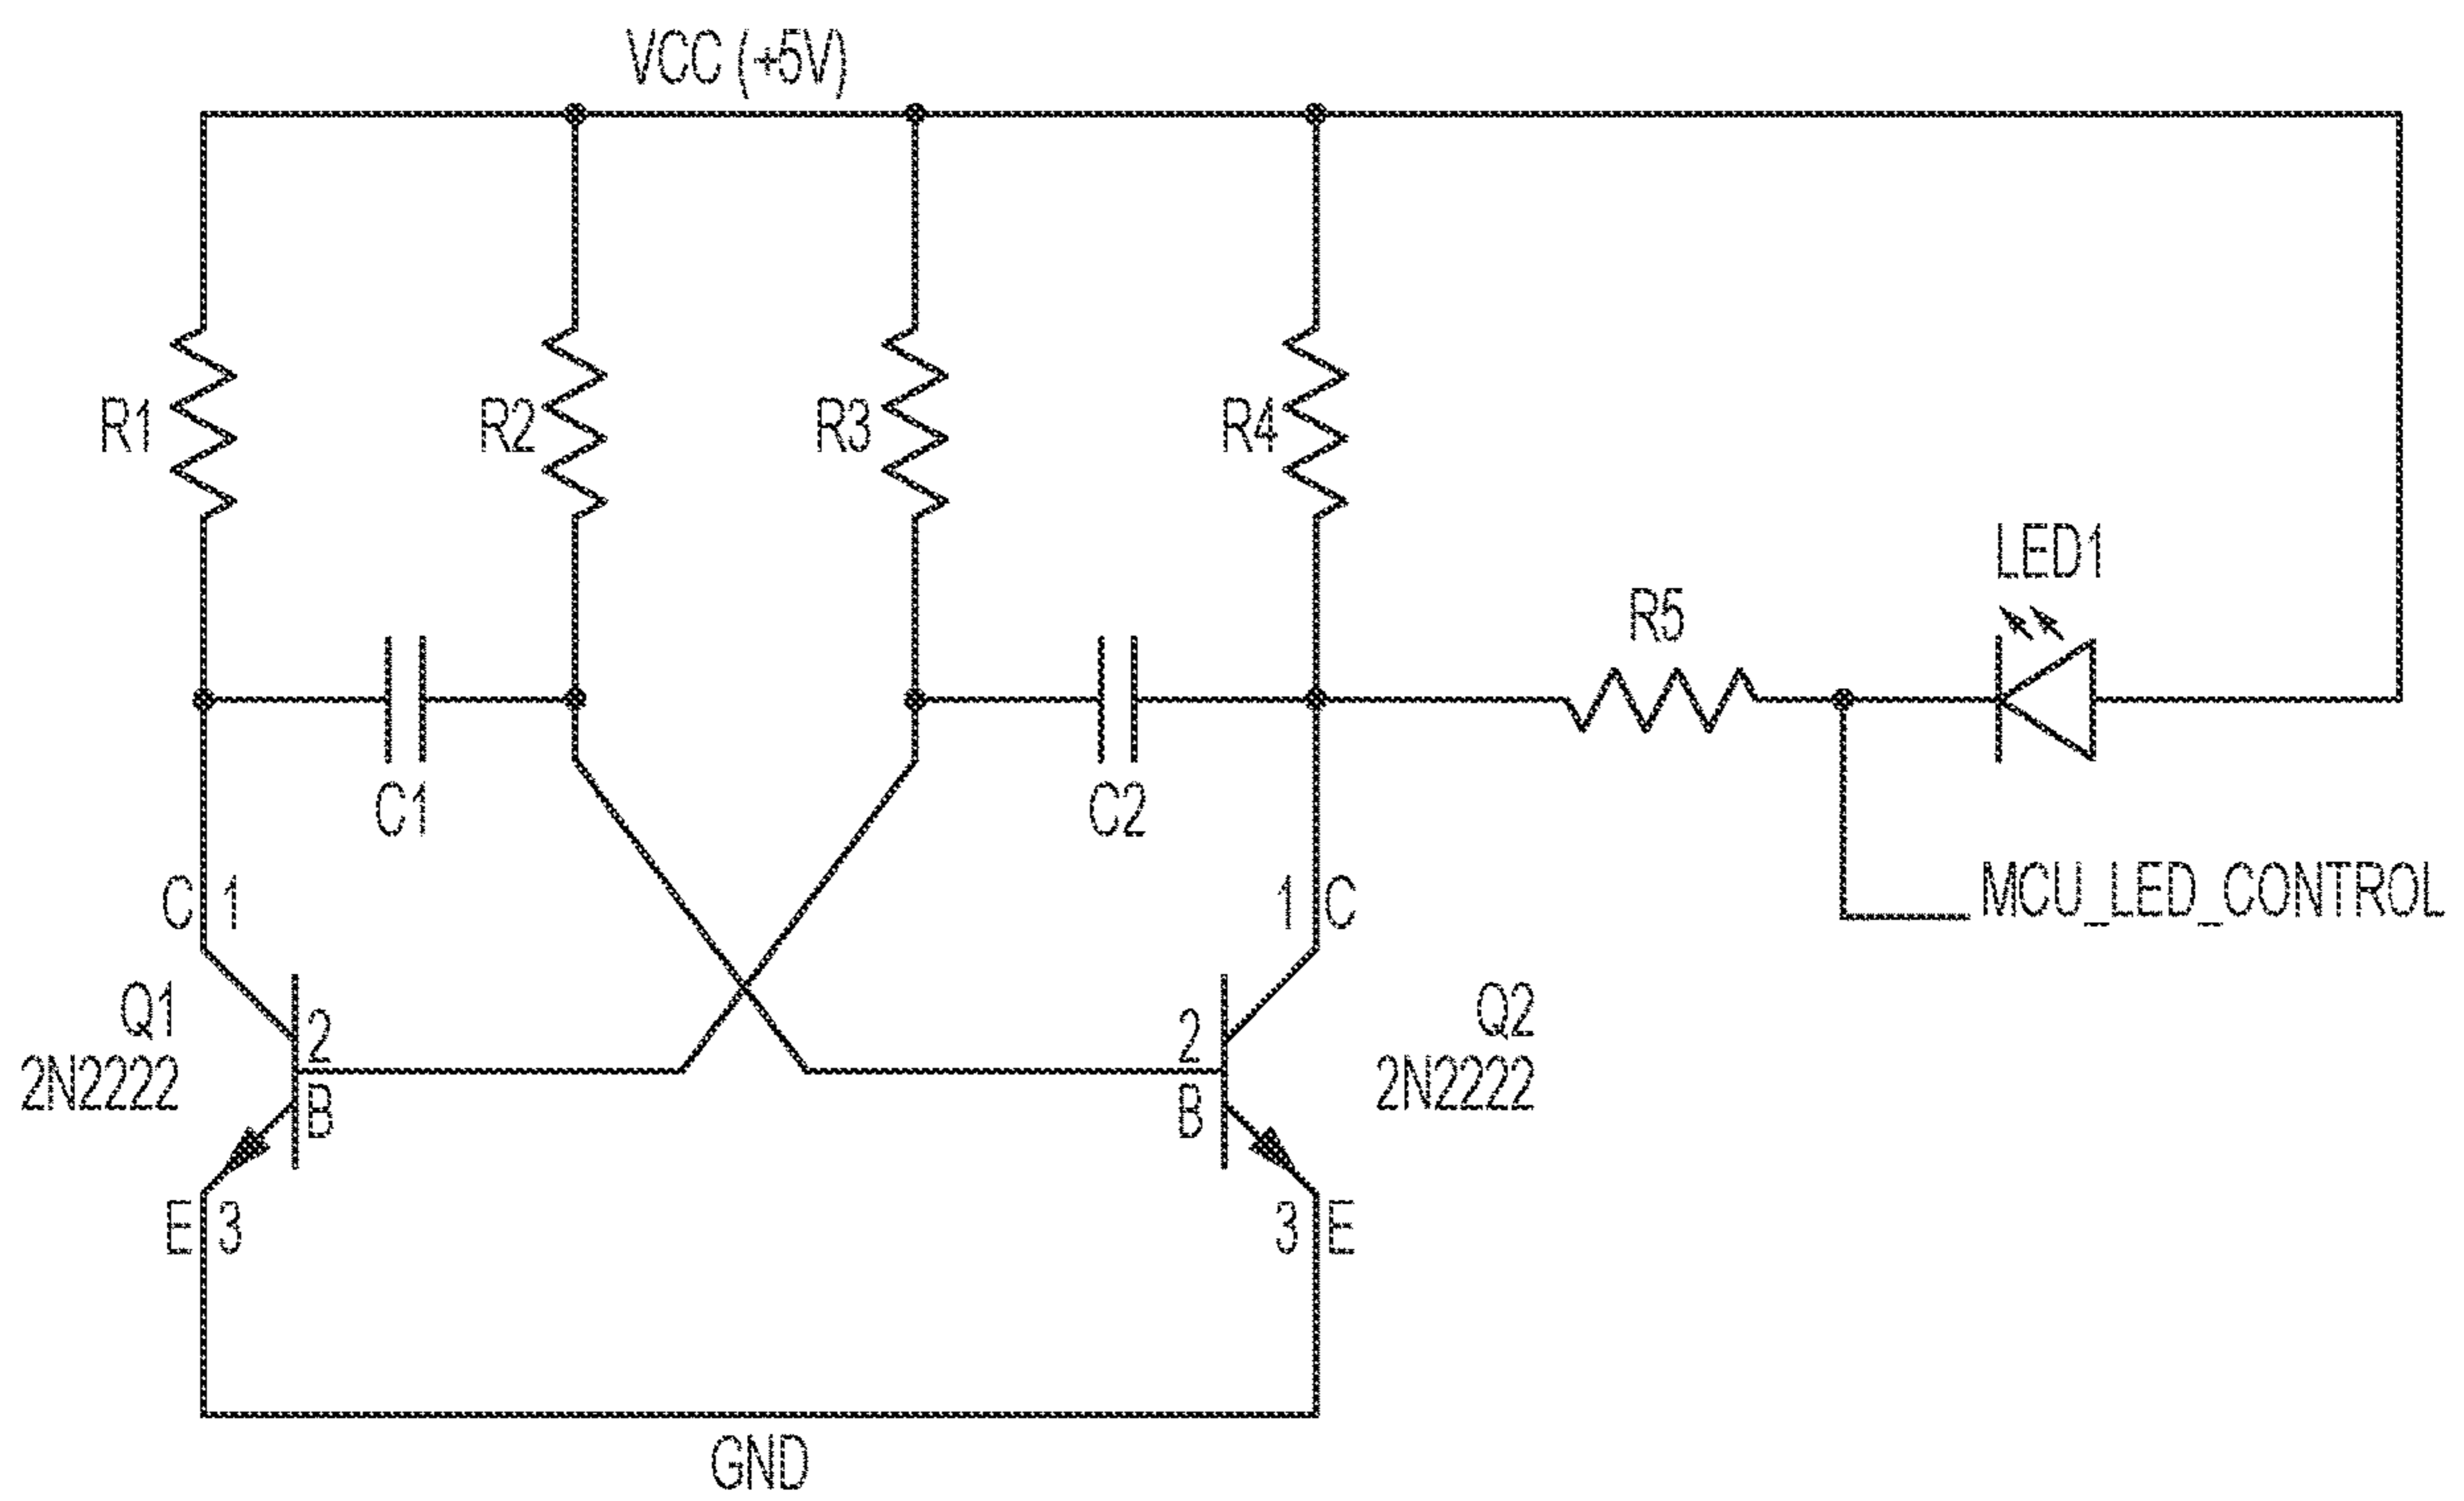 VCC (+5V)
R1
R2
R3
R4
LED1
R5
C1
C2
C 1
1 C
MCU_LED_CONTROL
Q1
2N2222
2
B
2
B
Q2
2N2222
E 3
3 E
GND